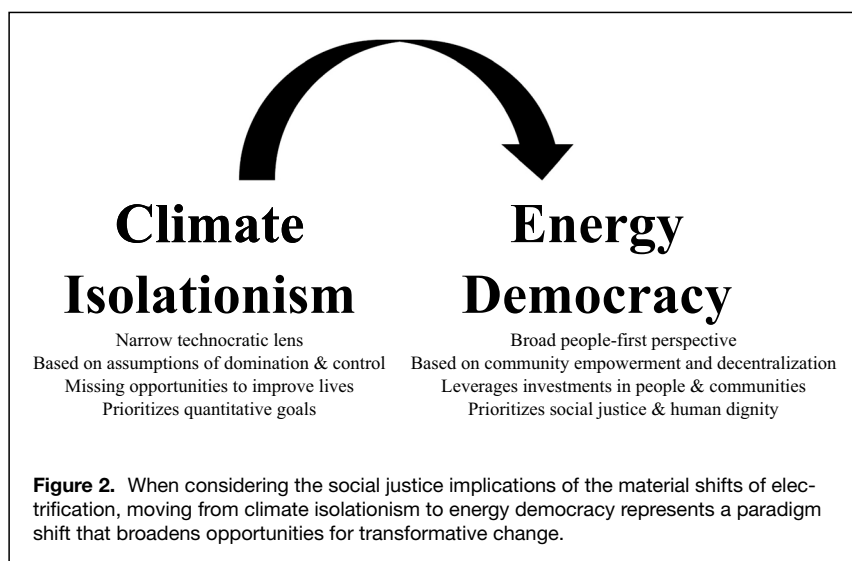 Climate
Isolationism
Narrow technocratic lens
Based on assumptions of domination & control
Missing opportunities to improve lives
Prioritizes quantitative goals
Energy
Democracy
Broad people-first perspective
Based on community empowerment and decentralization
Leverages investments in people & communities
Prioritizes social justice & human dignity
Figure 2. When considering the social justice implications of the material shifts of elec-
trification, moving from climate isolationism to energy democracy represents a paradigm
shift that broadens opportunities for transformative change.